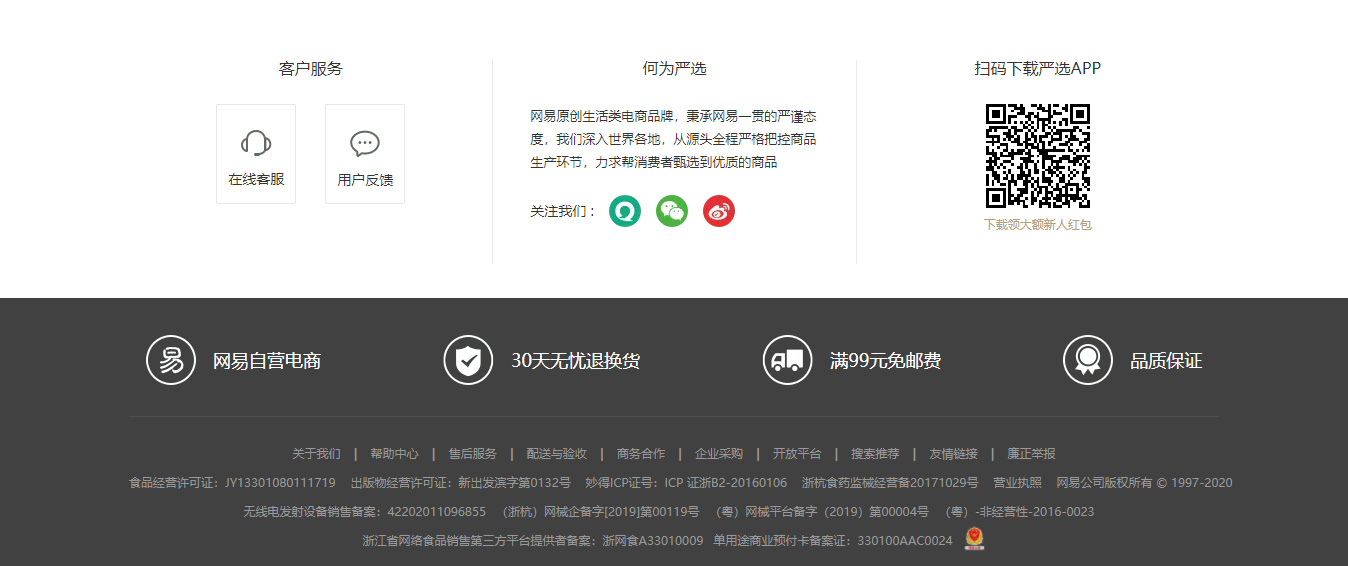 客户服务
在线客服
用户反馈
何为严选
网易原创生活类电商品牌，秉承网易一贯的严谨态
度，我们深入世界各地，从源头全程严格把控商品
生产环节，力求帮消费者甄选到优质的商品
关注我们：
扫码下载严选APP
下载领大额新人红包
易 网易自营电商 30天无忧退换货 满99元免邮费 品质保证
关于我们 | 帮助中心 | 售后服务 | 配送与验收 | 商务合作 | 企业采购 | 开放平台 | 搜索推荐 | 友情链接 | 廉正举报
食品经营许可证：JY13301080111719 出版物经营许可证：新出发滨字第0132号 妙得ICP证号：ICP 证浙B2-20160106 浙杭食药监械经营备20171029号 营业执照 网易公司版权所有 © 1997-2020
无线电发射设备销售备案：42202011096855 （浙杭）网械企备字[2019]第00119号 （粤）网械平台备字（2019）第00004号 （粤）-非经营性-2016-0023
浙江省网络食品销售第三方平台提供者备案：浙网食A33010009 单用途商业预付卡备案证：330100AAC0024